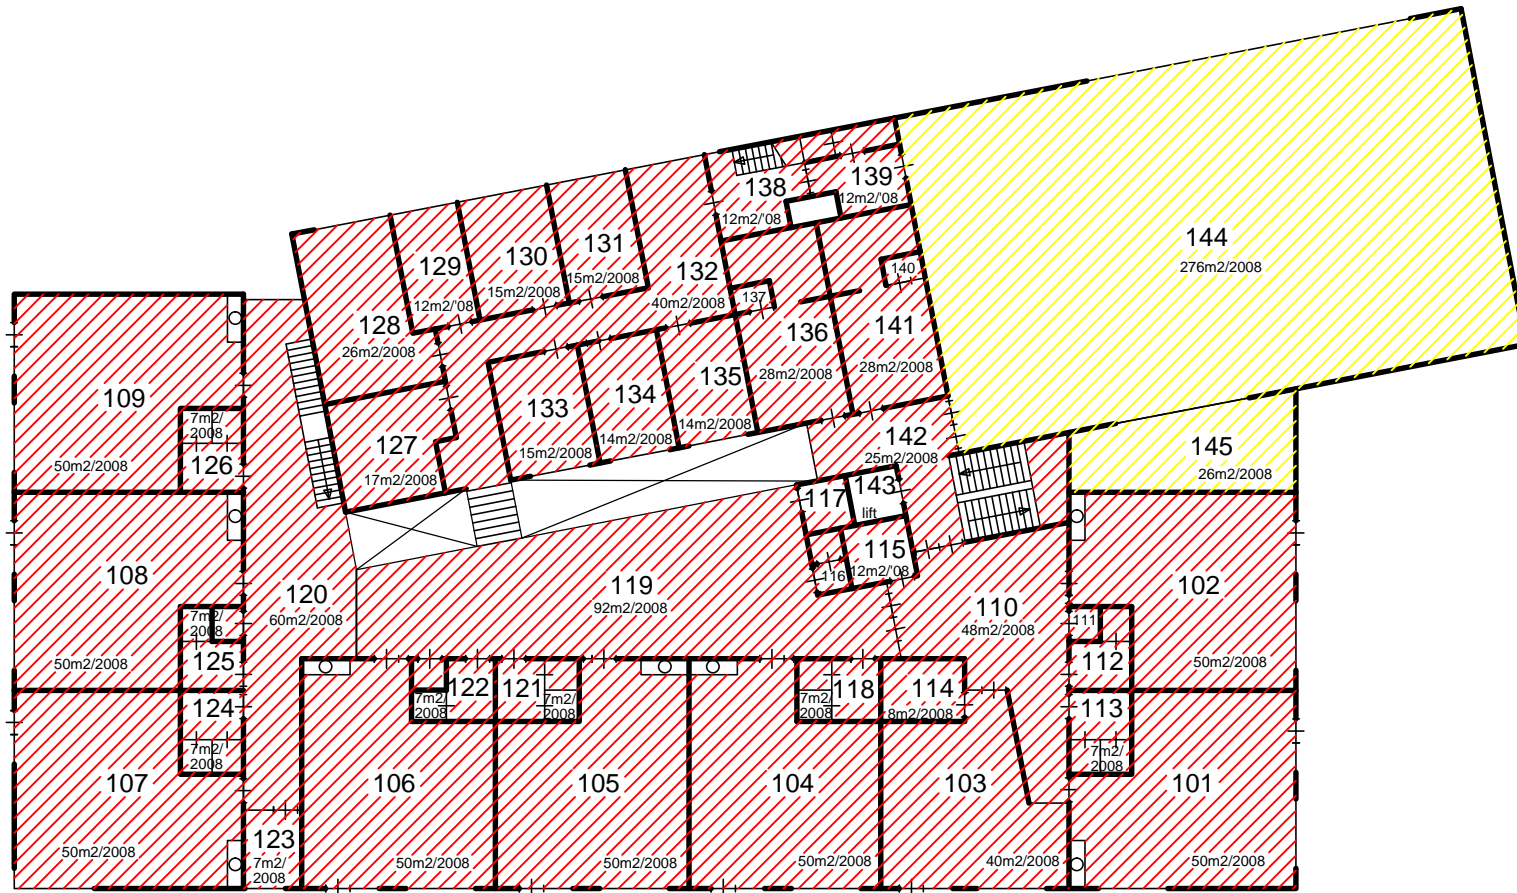 144
276m2/2008
145
26m2/2008
138
12m2/'08
139
12m2/'08
131
15m2/2008
130
15m2/2008
129
12m2/'08
132
40m2/2008
140
137
128
26m2/2008
136
28m2/2008
141
28m2/2008
135
14m2/2008
134
14m2/2008
133
15m2/2008
127
17m2/2008
142
25m2/2008
109
50m2/2008
7m2/
2008
126
117
143
lift
115
12m2/'08
116
108
50m2/2008
7m2/
2008
125
120
60m2/2008
119
92m2/2008
110
48m2/2008
102
50m2/2008
111
112
124
7m2/
2008
107
50m2/2008
122
7m2/
2008
121
7m2/
2008
118
7m2/
2008
114
8m2/2008
113
7m2/
2008
106
50m2/2008
105
50m2/2008
104
50m2/2008
103
40m2/2008
101
50m2/2008
123
7m2/
2008